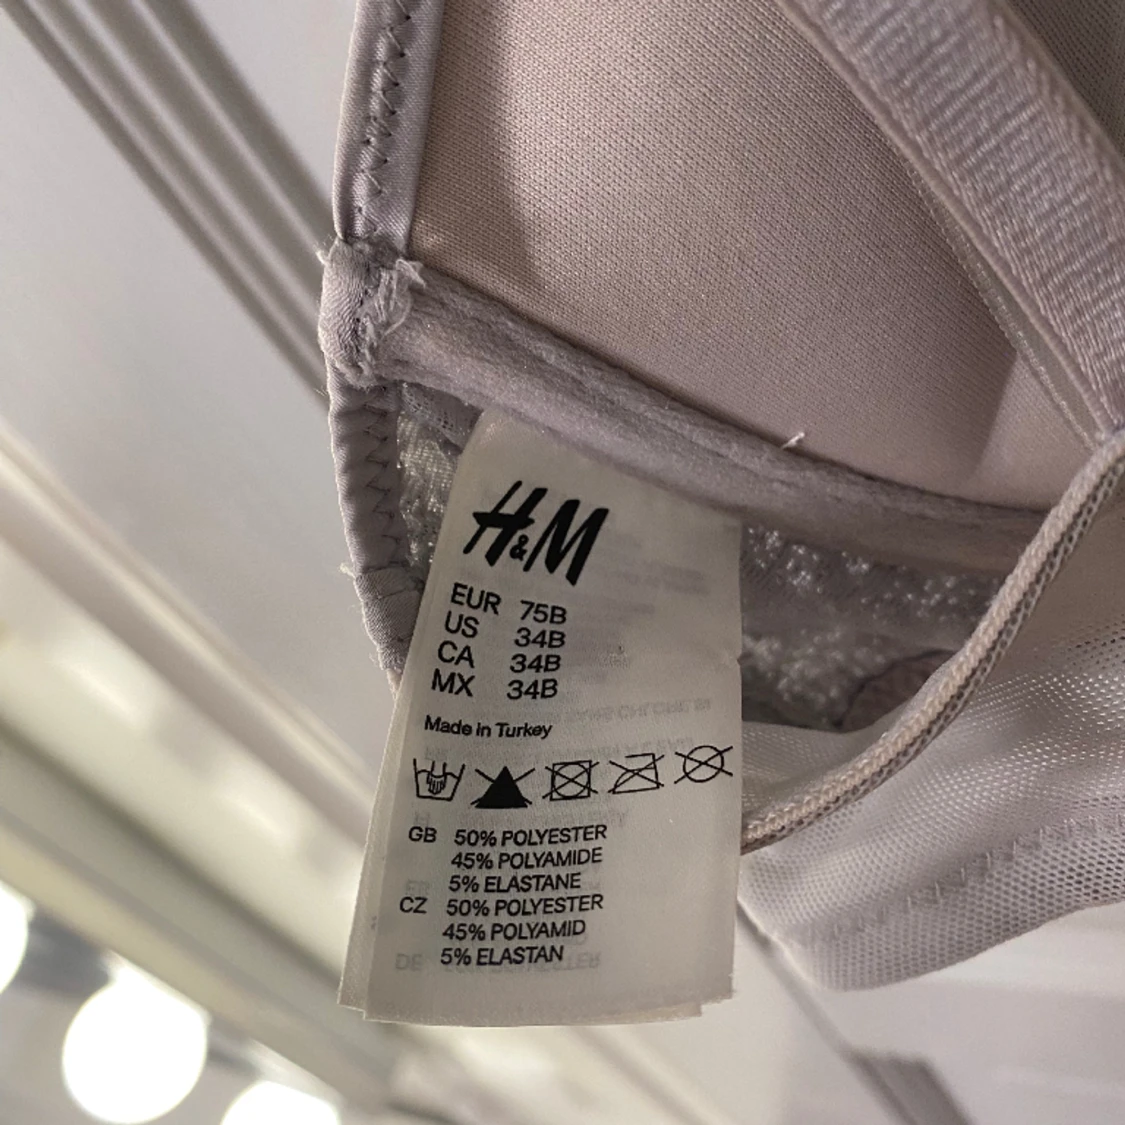 H&M
EUR 75B
US 34B
CA 34B
MX 34B
Made in Turkey
GB 50% POLYESTER
45% POLYAMIDE
5% ELASTANE
CZ 50% POLYESTER
45% POLYAMID
5% ELASTAN